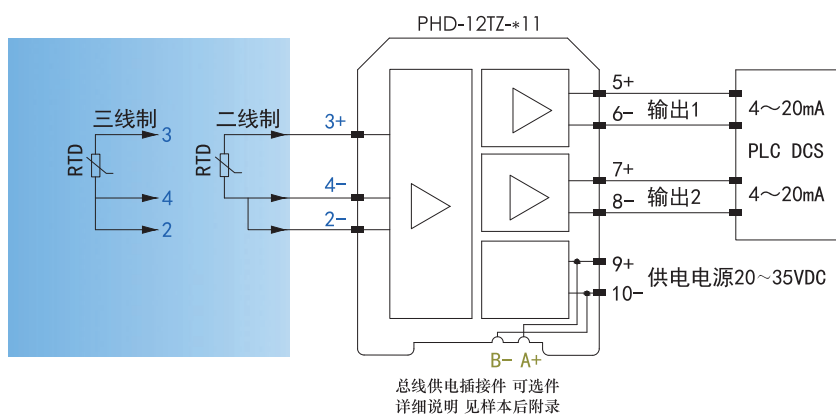 PHD-12TZ-*11
三线制 3
RTD
4
2
二线制
RTD
3+
4-
2-
5+
6-
输出1
7+
8-
输出2
9+
10-
供电电源20～35VDC
4～20mA
PLC DCS
4～20mA
B- A+
总线供电插接件 可选件
详细说明 见样本后附录